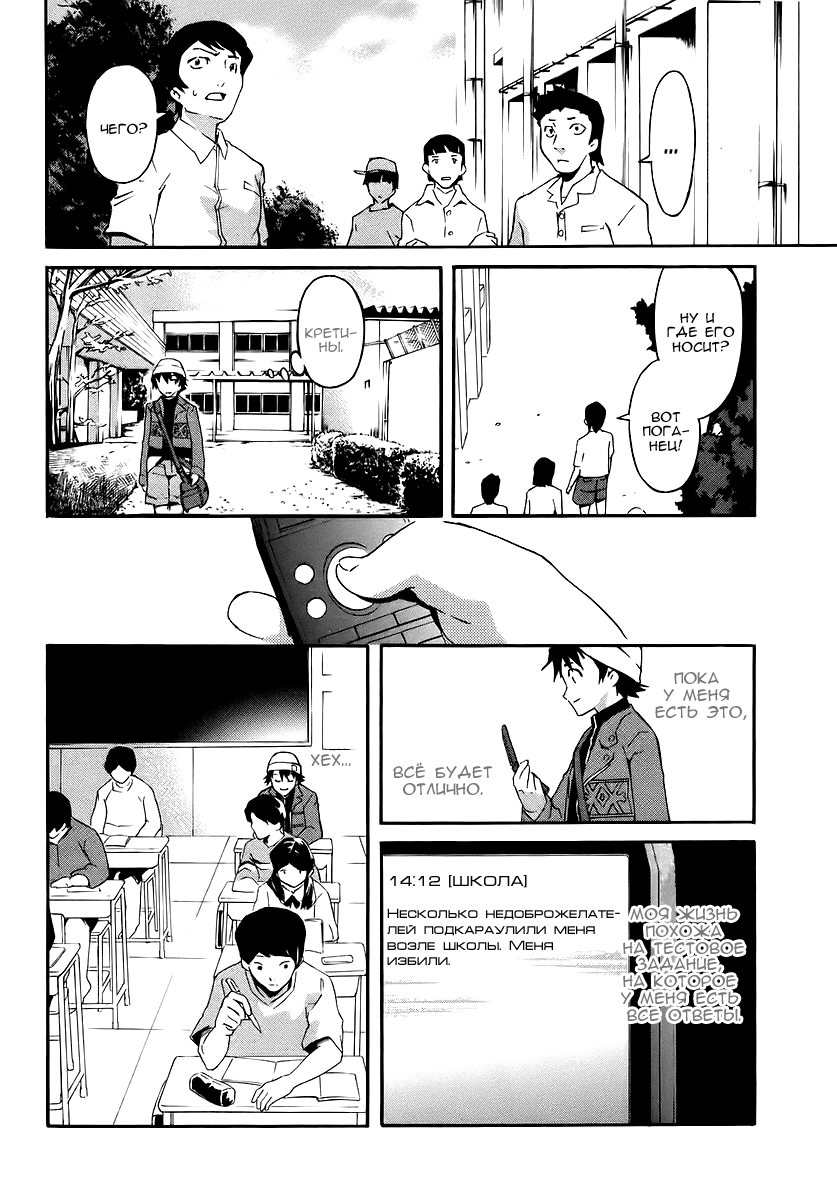 ЧЕГО?
...
КРЕТИ-
НЫ.
НУ И
ГДЕ ЕГО
НОСИТ?
ВОТ
ПОГА-
НЕЦ!
ПОКА
У МЕНЯ
ЕСТЬ ЭТО,
ВСЁ БУДЕТ
ОТЛИЧНО.
ХЕХ...
14:12 [ШКОЛА]
НЕСКОЛЬКО НЕДОБРОЖЕЛАТЕ-
ЛЕЙ ПОДКАРАУЛИЛИ МЕНЯ
ВОЗЛЕ ШКОЛЫ. МЕНЯ
ИЗБИЛИ.
МОЯ ЖИЗНЬ
ПОХОЖА
НА ТЕСТОВОЕ
ЗАДАНИЕ,
НА КОТОРОЕ
У МЕНЯ ЕСТЬ
ВСЕ ОТВЕТЫ.